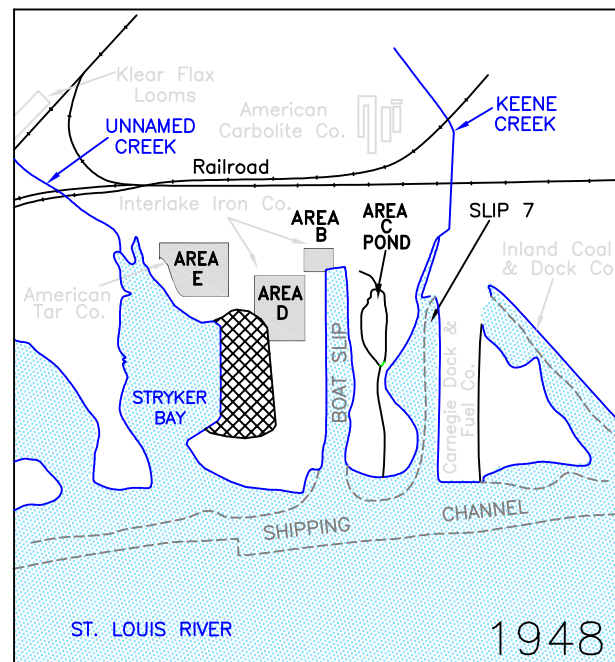 Klear Flax
Looms
American
Carbolite Co.
UNNAMED
CREEK
KEENE
CREEK
Railroad
Interlake Iron Co.
AREA
B
AREA
C
POND
SLIP 7
AREA
E
Inland Coal
& Dock Co
American
Tar Co.
AREA
D
BOAT SLIP
Carnegie Dock &
Fuel Co.
STRYKER
BAY
SHIPPING CHANNEL
ST. LOUIS RIVER
1948